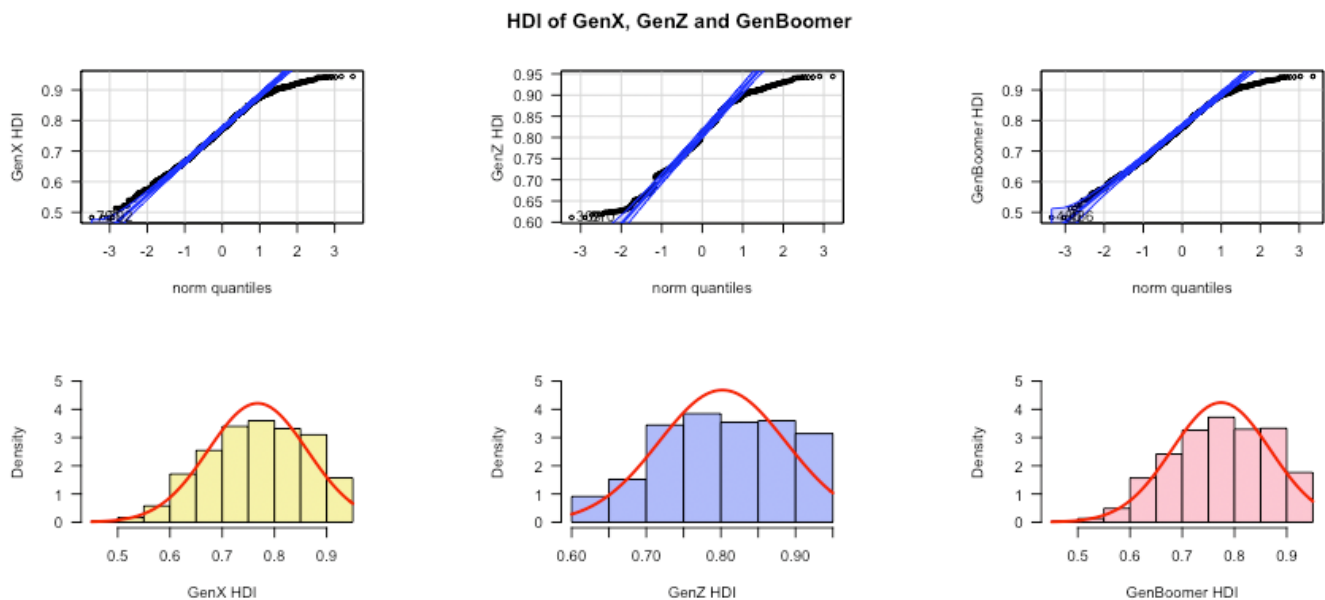 HDI of GenX, GenZ and GenBoomer
GenX HDI
0.9
0.8
0.7
0.6
0.5
-3 -2 -1 0 1 2 3
norm quantiles
GenZ HDI
0.95
0.90
0.85
0.80
0.75
0.70
0.65
0.60
-3 -2 -1 0 1 2 3
norm quantiles
GenBoomer HDI
0.9
0.8
0.7
0.6
0.5
-3 -2 -1 0 1 2 3
norm quantiles
Density
5
4
3
2
1
0
0.5 0.6 0.7 0.8 0.9
GenX HDI
Density
5
4
3
2
1
0
0.60 0.70 0.80 0.90
GenZ HDI
Density
5
4
3
2
1
0
0.5 0.6 0.7 0.8 0.9
GenBoomer HDI